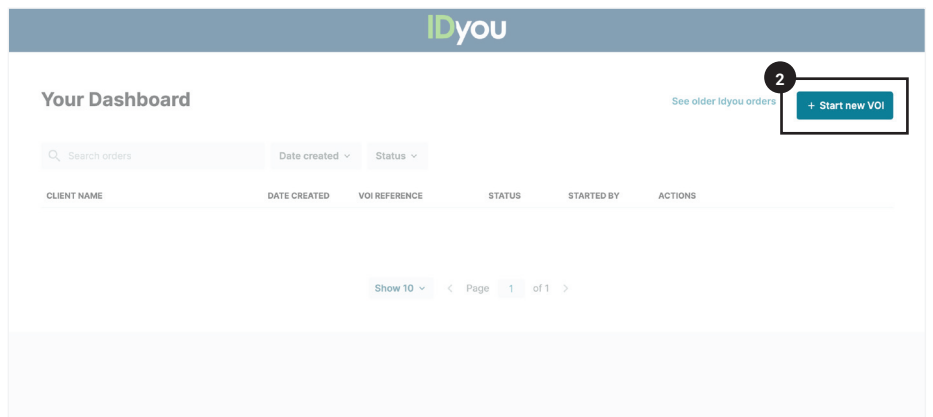 IDyou
2
Your Dashboard
See older Idyou orders
+ Start new VOI
Search orders
Date created
Status
CLIENT NAME DATE CREATED VOI REFERENCE STATUS STARTED BY ACTIONS
Show 10 < Page 1 of 1 >